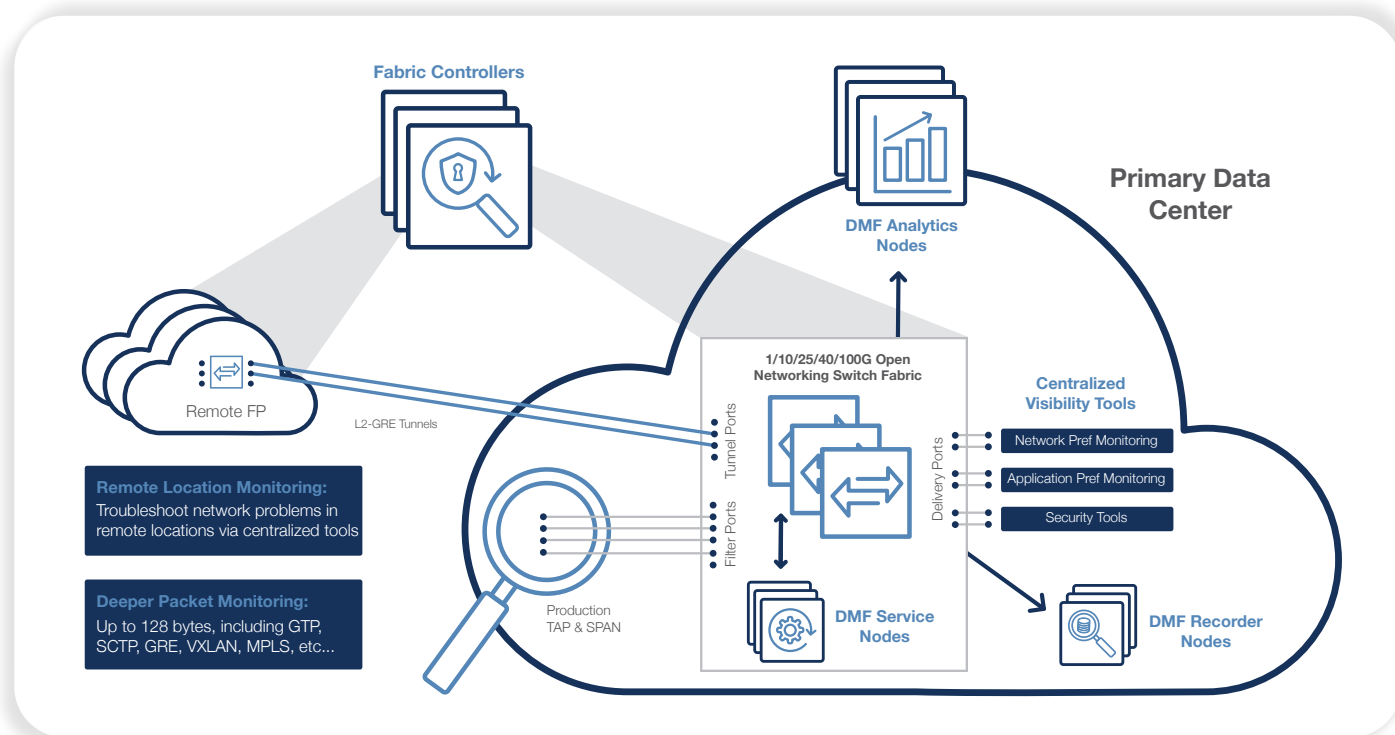 Fabric Controllers
Primary Data
Center
DMF Analytics
Nodes
1/10/25/40/100G Open
Networking Switch Fabric
Centralized
Visibility Tools
Remote FP
L2-GRE Tunnels
Tunnel Ports
Filter Ports
Delivery Ports
Network Pref Monitoring
Application Pref Monitoring
Security Tools
Remote Location Monitoring:
Troubleshoot network problems in
remote locations via centralized tools
Deeper Packet Monitoring:
Up to 128 bytes, including GTP,
SCTP, GRE, VXLAN, MPLS, etc...
Production
TAP & SPAN
DMF Service
Nodes
DMF Recorder
Nodes